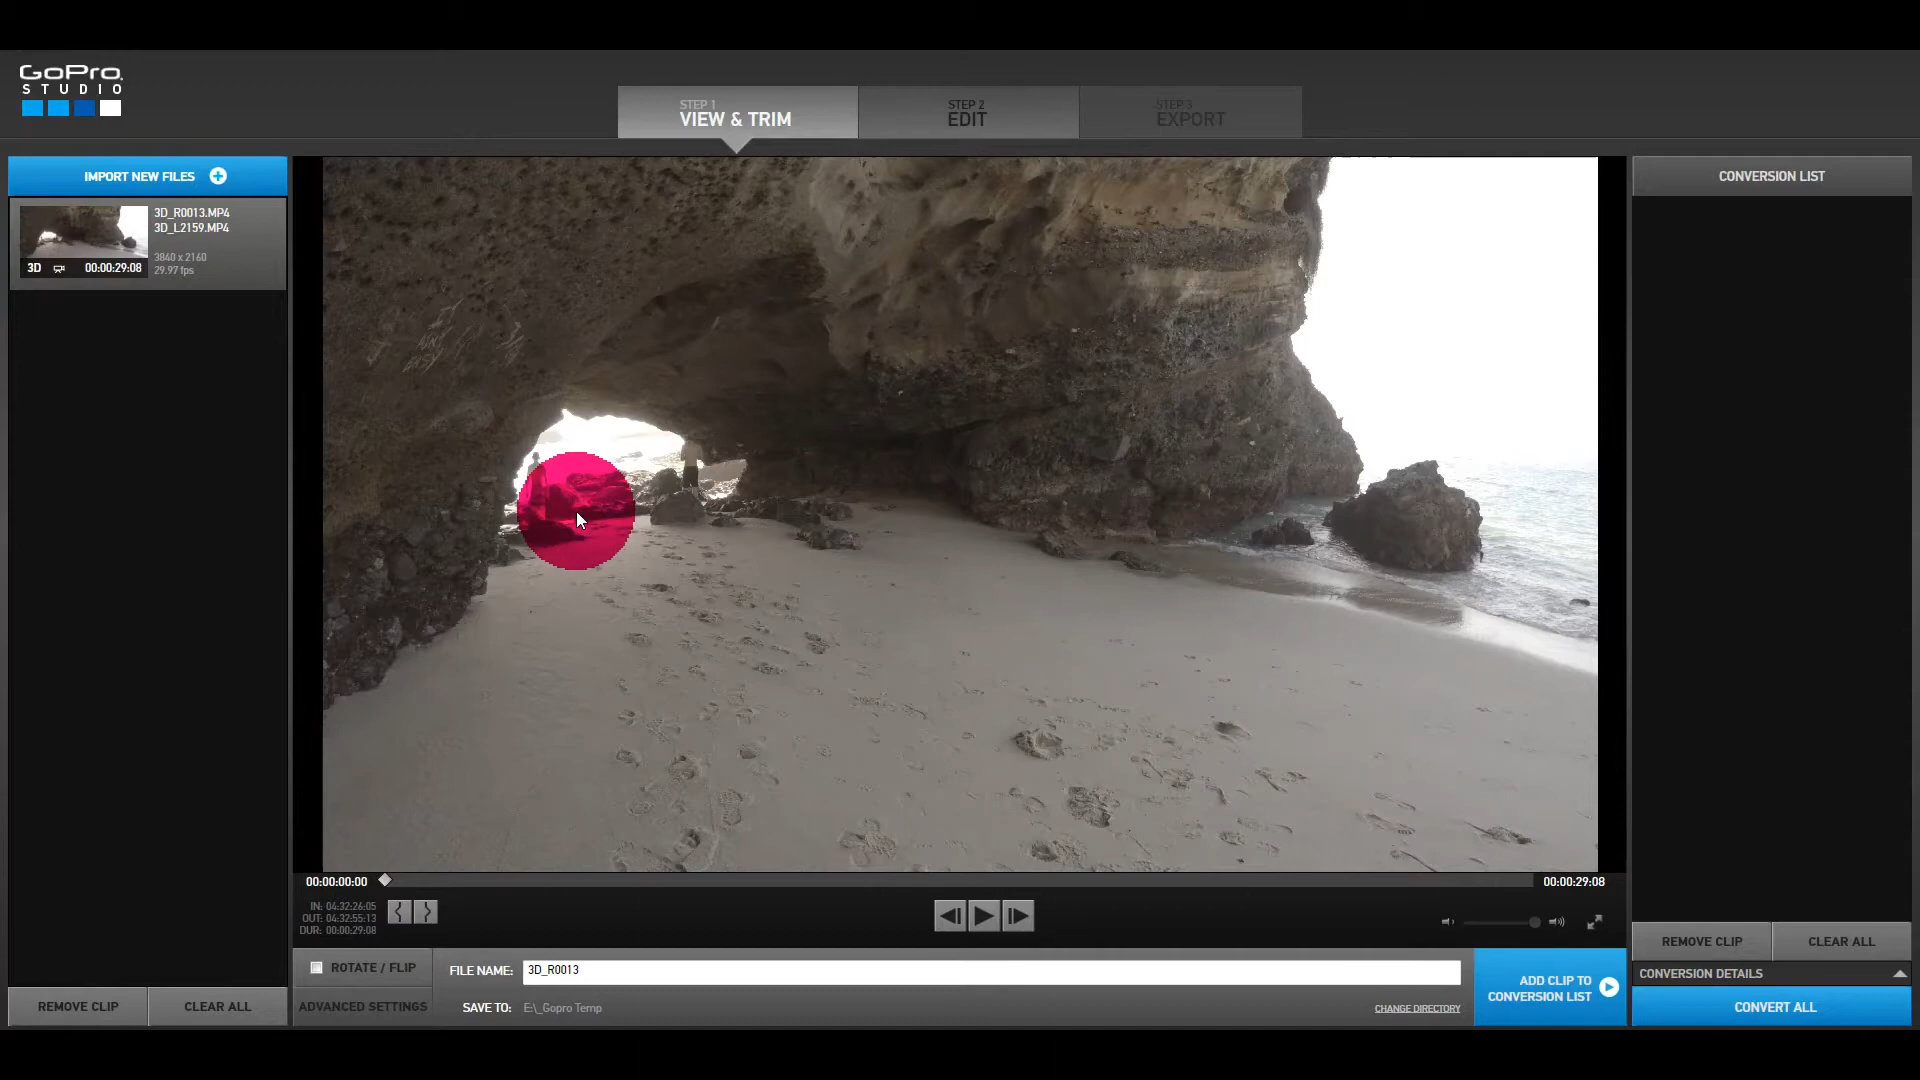 GoPro
STUDIO
STEP 1
VIEW & TRIM
STEP 2
EDIT
STEP 3
EXPORT
IMPORT NEW FILES
3D_R0013.MP4
3D_L2159.MP4
3840 x 2160
29.97 fps
3D 00:00:29:08
CONVERSION LIST
00:00:00:00
00:00:29:08
IN: 04:32:26:05
OUT: 04:32:55:13
DUR: 00:00:29:08
ROTATE / FLIP
ADVANCED SETTINGS
FILE NAME: 3D_R0013
SAVE TO: E:\_Gopro Temp
CHANGE DIRECTORY
ADD CLIP TO
CONVERSION LIST
REMOVE CLIP
CLEAR ALL
REMOVE CLIP
CLEAR ALL
CONVERSION DETAILS
CONVERT ALL